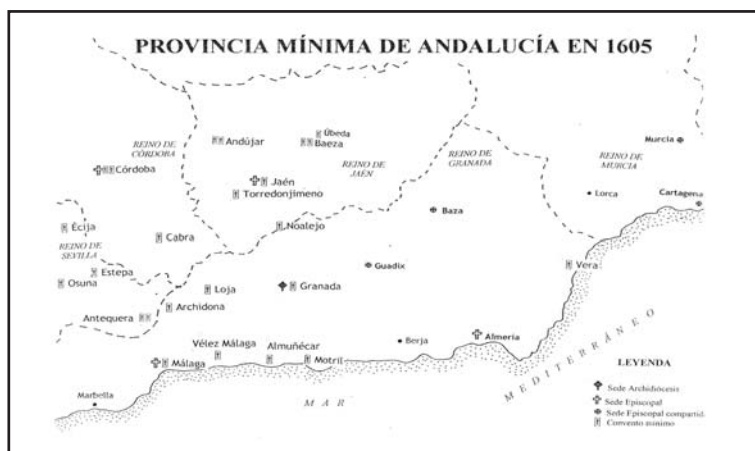 PROVINCIA MÍNIMA DE ANDALUCÍA EN 1605
Úbeda
Andújar
Baeza
Murcia
REINO DE
CÓRDOBA
REINO DE
JAÉN
REINO DE
GRANADA
REINO DE
MURCIA
Córdoba
Jaén
Torredonjimeno
Lorca
Cartagena
Baza
Écija
Cabra
Noalejo
REINO DE
SEVILLA
Estepa
Osuna
Guadix
Vera
Loja
Granada
Archidona
Antequera
Vélez Málaga
Almuñécar
Málaga
Motril
Berja
Almería
Marbella
MAR
MEDITERRÁNEO
LEYENDA
Sede Archidiócesis
Sede Episcopal
Sede Episcopal compartid.
Convento mínimo